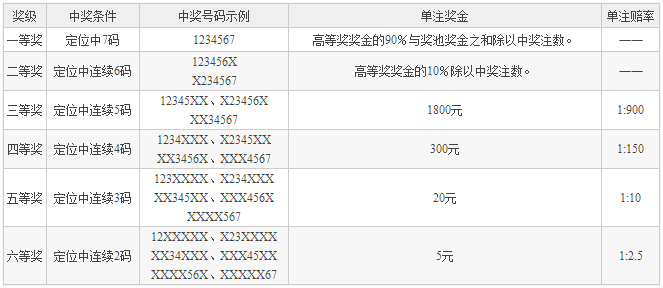 奖级 中奖条件 中奖号码示例 单注奖金 单注赔率
一等奖 定位中7码 1234567 高等奖奖金的90%与奖池奖金之和除以中奖注数。 ——
二等奖 定位中连续6码 123456X 高等奖奖金的10%除以中奖注数。 ——
X234567
三等奖 定位中连续5码 12345XX、X23456X 1800元 1:900
XX34567
四等奖 定位中连续4码 1234XXX、X2345XX 300元 1:150
XX3456X、XXX4567
五等奖 定位中连续3码 123XXXX、X234XXX 20元 1:10
XX345XX、XXX456X
XXXX567
六等奖 定位中连续2码 12XXXXX、X23XXXX 5元 1:2.5
XX34XXX、XXX45XX
XXXX56X、XXXXX67